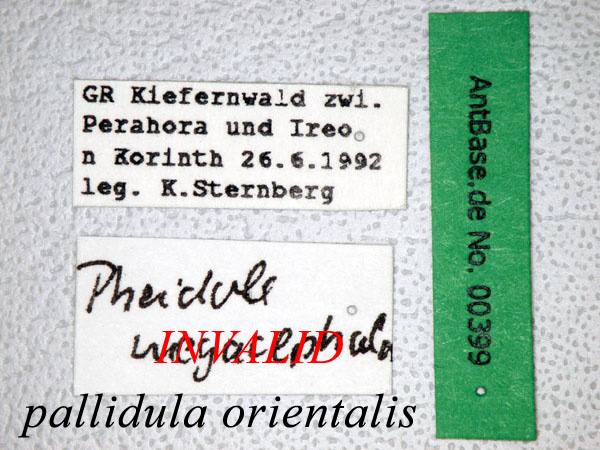 GR Kiefernwald zwi.
Perahora und Ireo
n Korinth 26.6.1992
leg. K.Sternberg
Pheidole
megacephala
INVALID
pallidula orientalis
AntBase.de No. 00399